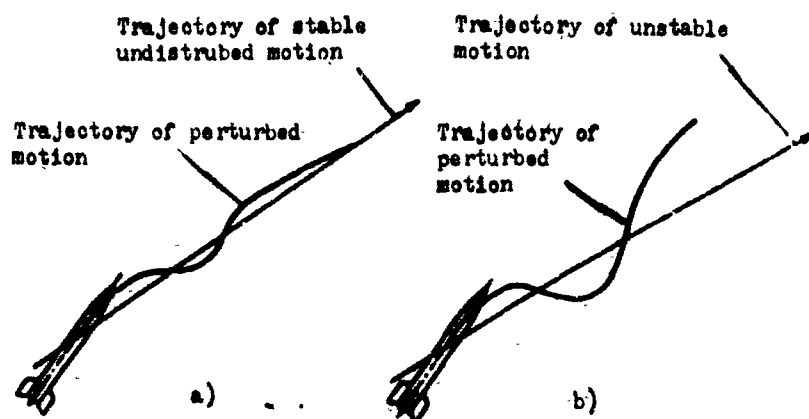 Trajectory of stable
undistrubed motion
Trajectory of perturbed
motion
a)
Trajectory of unstable
motion
Trajectory of
perturbed
motion
b)